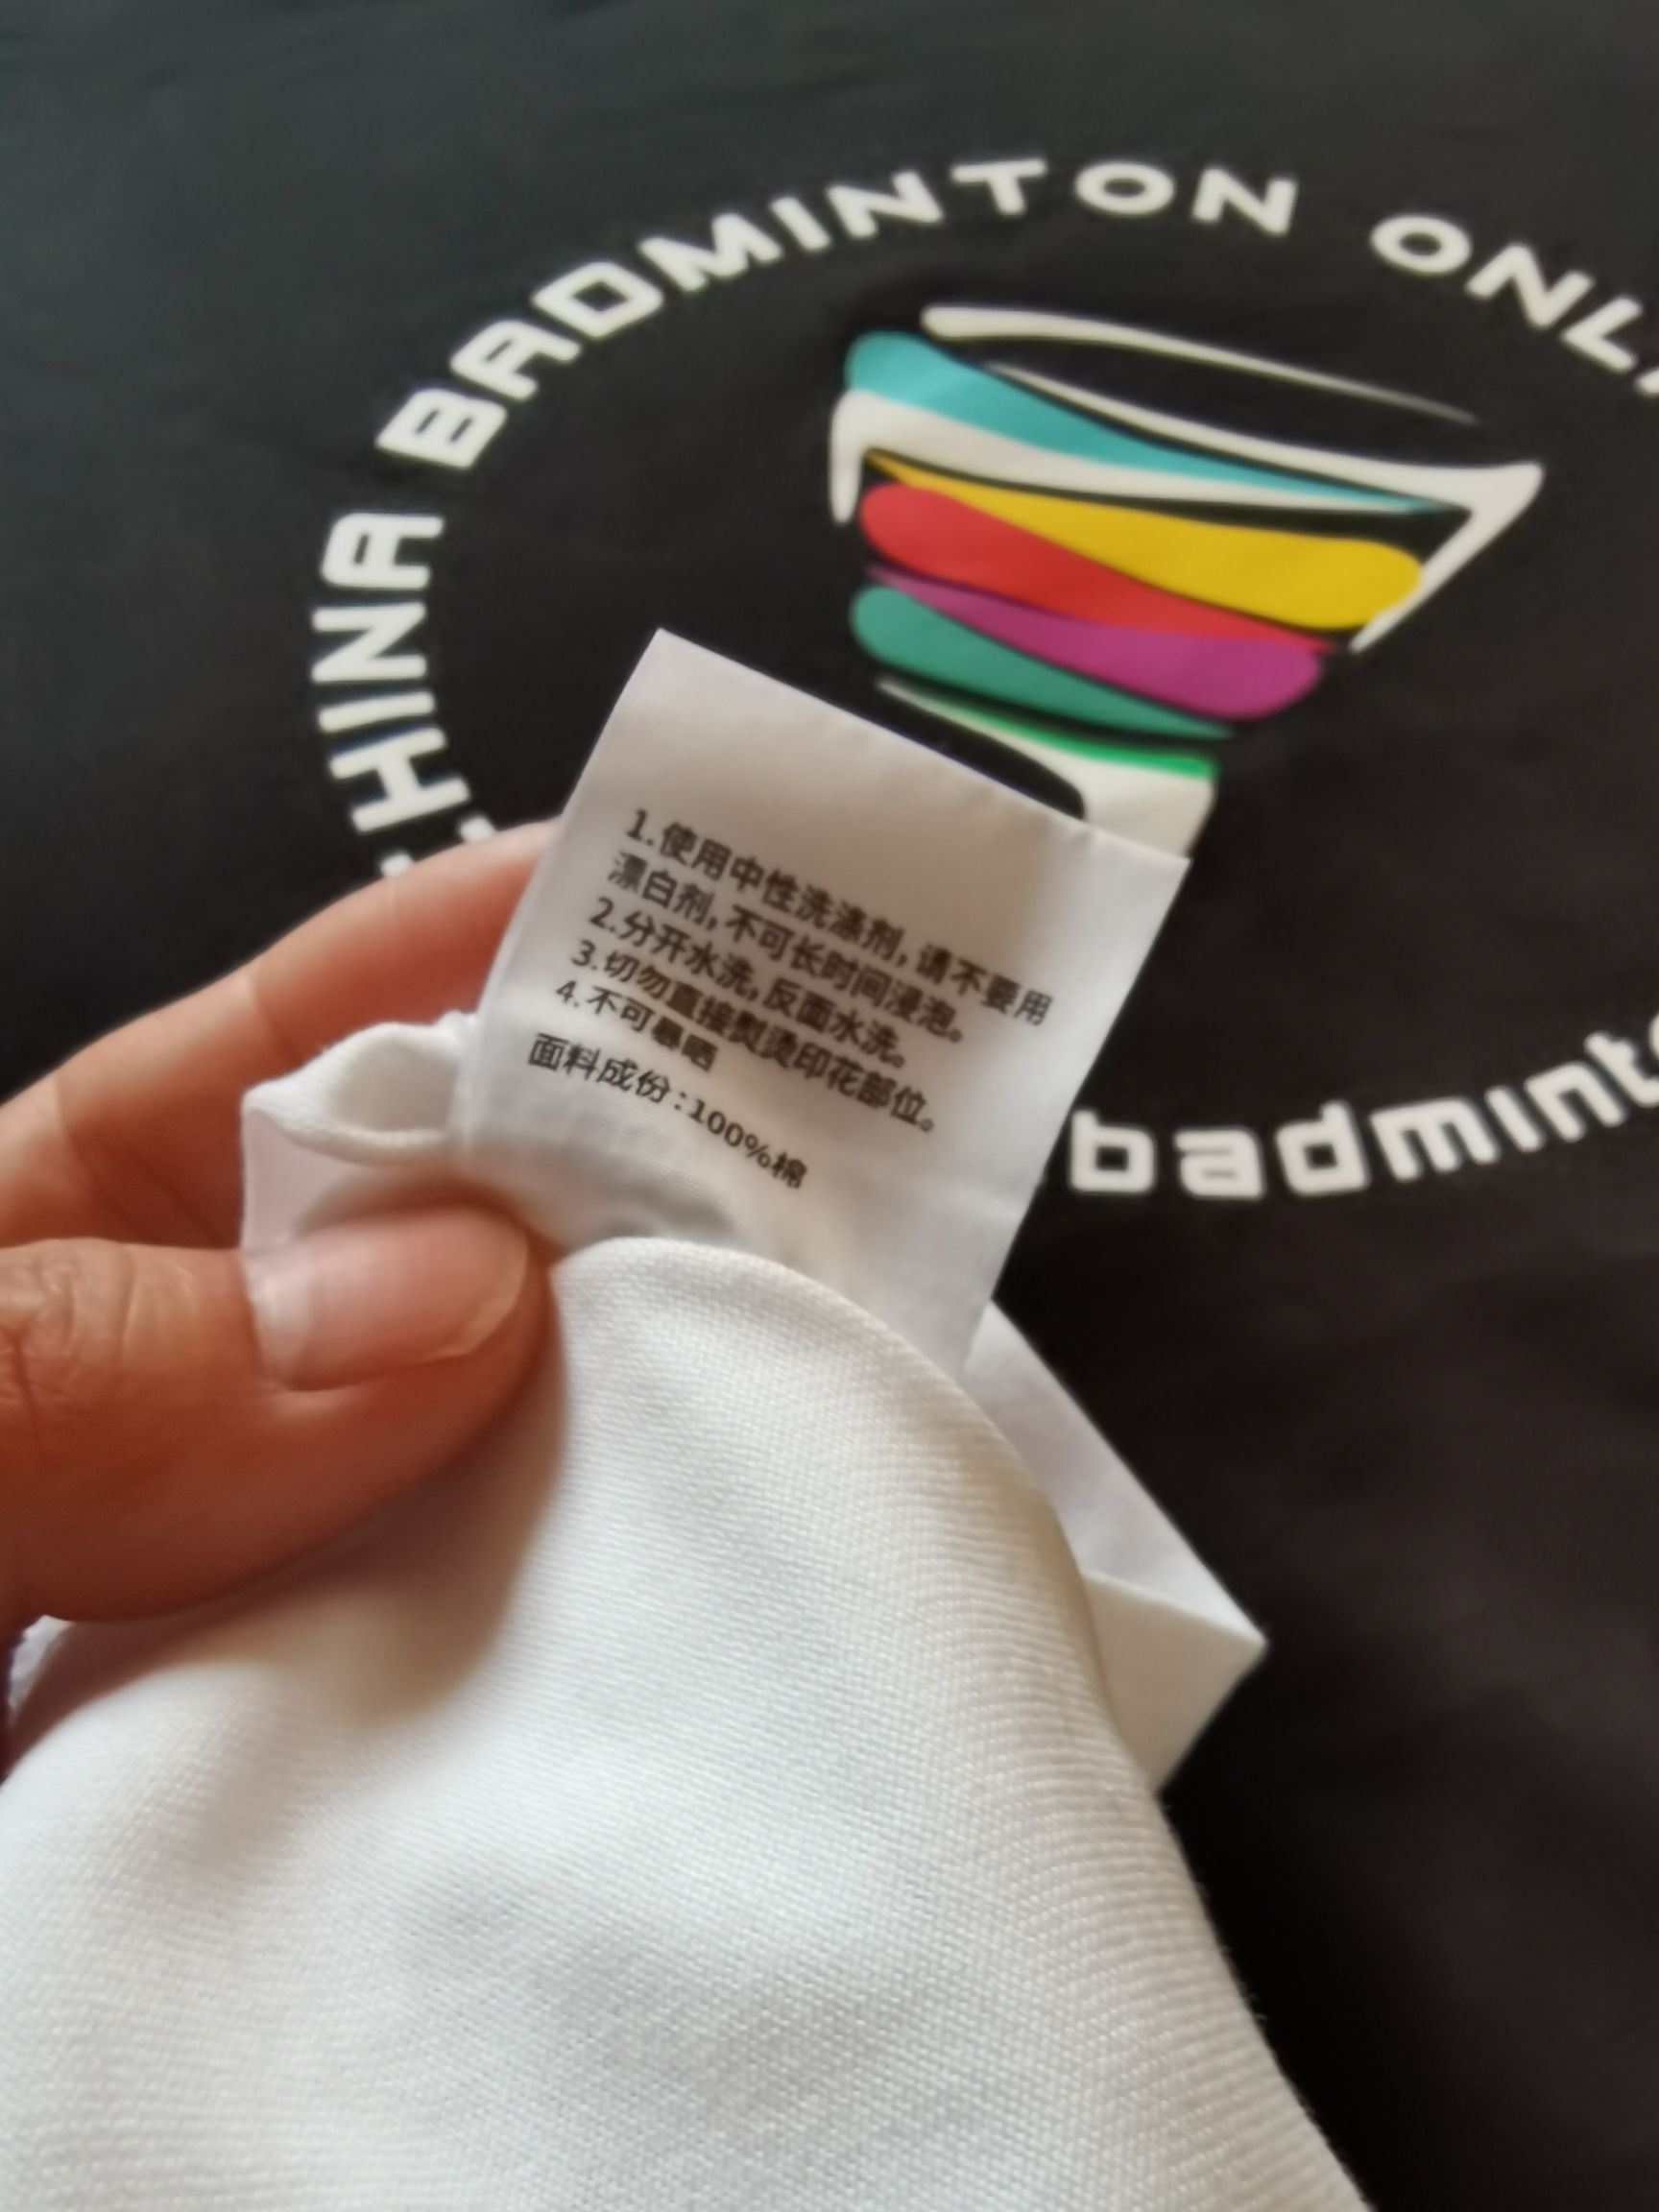 CHINA BADMINTON ONL
1.使用中性洗涤剂,请不要用
漂白剂,不可长时间浸泡。
2.分开水洗,反面水洗。
3.切勿直接熨烫印花部位。
4.不可暴晒
面料成份:100%棉
badminto